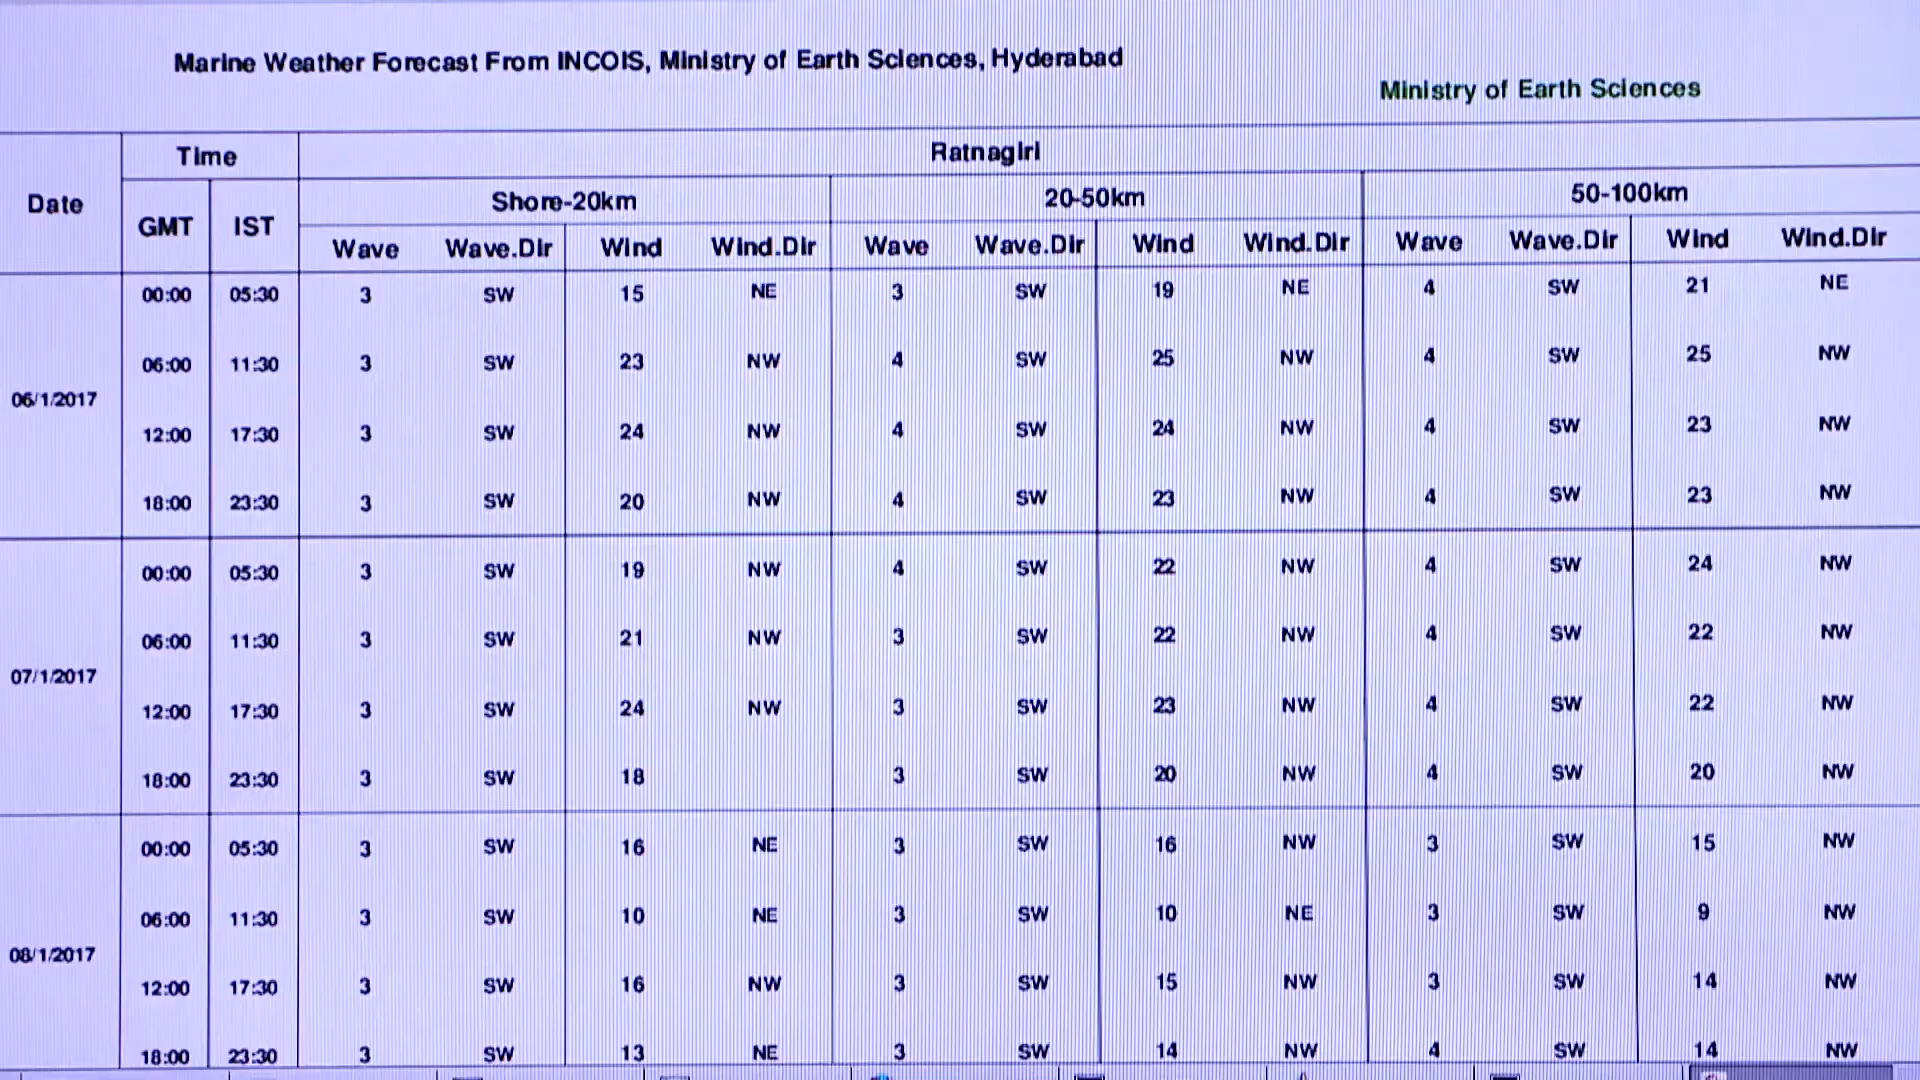 Marine Weather Forecast From INCOIS, Ministry of Earth Sciences, Hyderabad
Ministry of Earth Sciences
Date Time Ratnagiri
GMT IST Shore-20km 20-50km 50-100km
Wave Wave.Dir Wind Wind.Dir Wave Wave.Dir Wind Wind.Dir Wave Wave.Dir Wind Wind.Dir
06/1/2017
00:00 05:30 3 SW 15 NE 3 SW 19 NE 4 SW 21 NE
06:00 11:30 3 SW 23 NW 4 SW 25 NW 4 SW 25 NW
12:00 17:30 3 SW 24 NW 4 SW 24 NW 4 SW 23 NW
18:00 23:30 3 SW 20 NW 4 SW 23 NW 4 SW 23 NW
07/1/2017
00:00 05:30 3 SW 19 NW 4 SW 22 NW 4 SW 24 NW
06:00 11:30 3 SW 21 NW 3 SW 22 NW 4 SW 22 NW
12:00 17:30 3 SW 24 NW 3 SW 23 NW 4 SW 22 NW
18:00 23:30 3 SW 18 3 SW 20 NW 4 SW 20 NW
08/1/2017
00:00 05:30 3 SW 16 NE 3 SW 16 NW 3 SW 15 NW
06:00 11:30 3 SW 10 NE 3 SW 10 NE 3 SW 9 NW
12:00 17:30 3 SW 16 NW 3 SW 15 NW 3 SW 14 NW
18:00 23:30 3 SW 13 NE 3 SW 14 NW 4 SW 14 NW